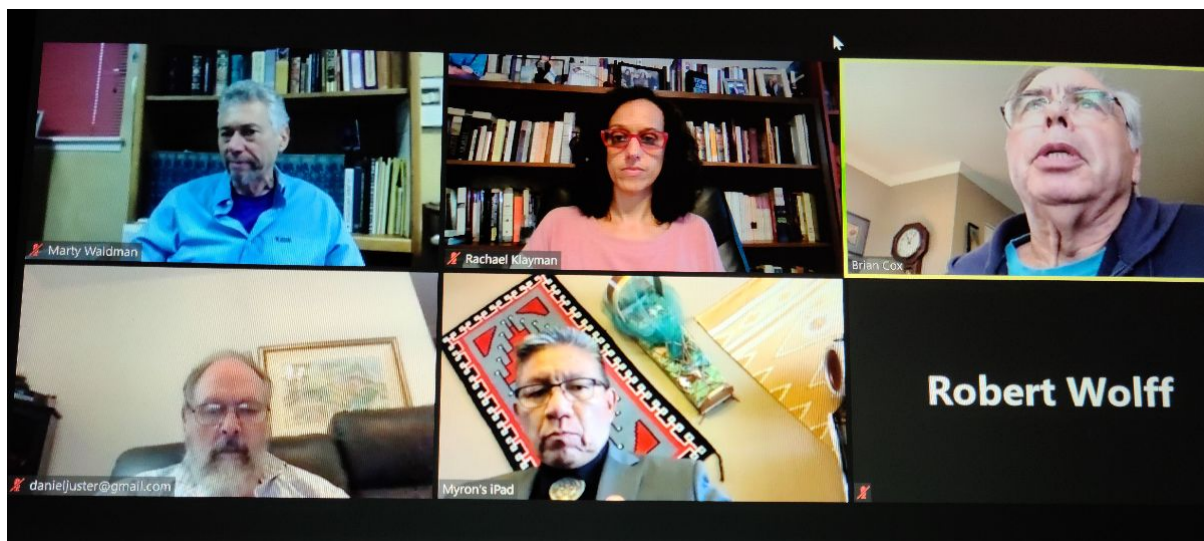 Marty Waldman
Rachael Klayman
Brian Cox
danieljuster@gmail.com
Myron's iPad
Robert Wolff